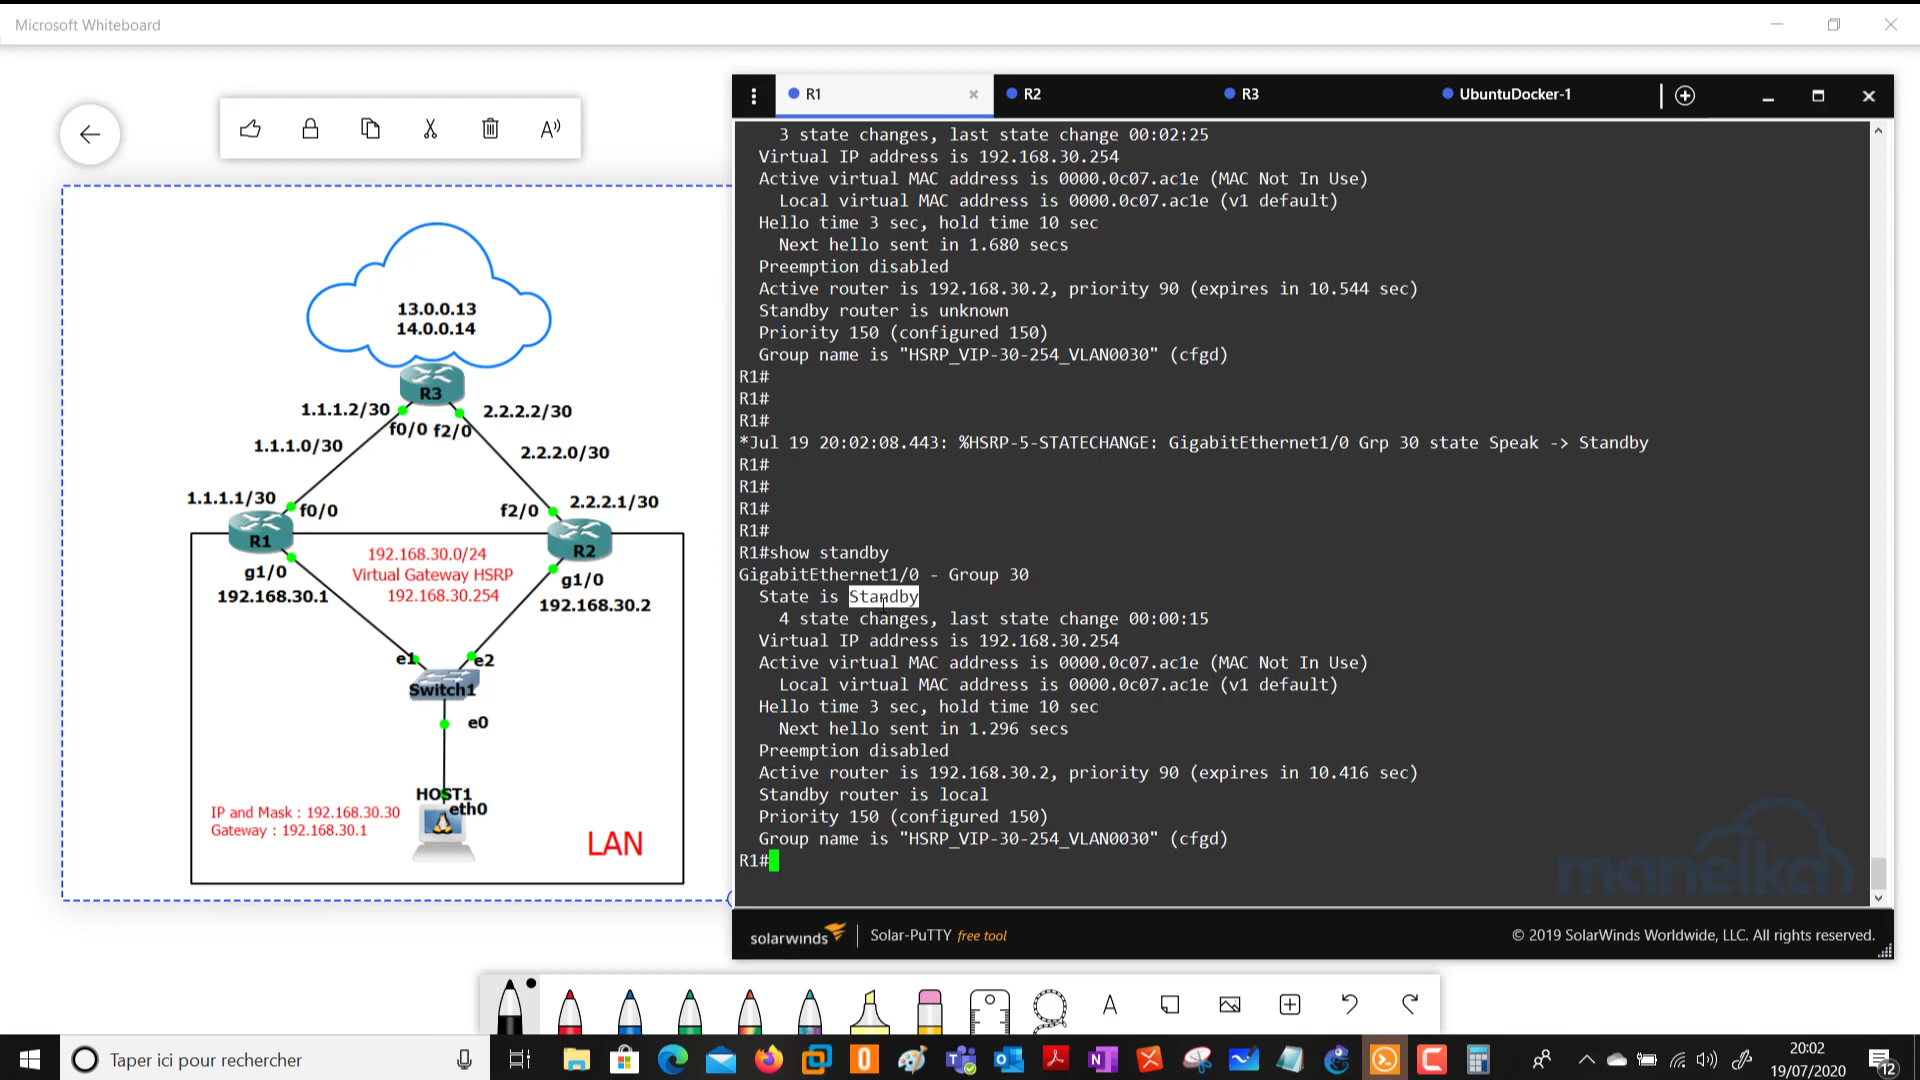 Microsoft Whiteboard
13.0.0.13
14.0.0.14
R3
1.1.1.2/30
2.2.2.2/30
f0/0 f2/0
1.1.1.0/30
2.2.2.0/30
1.1.1.1/30
f0/0
f2/0
2.2.2.1/30
R1
R2
192.168.30.0/24
Virtual Gateway HSRP
192.168.30.254
g1/0
192.168.30.1
g1/0
192.168.30.2
e1
e2
Switch1
e0
HOST1
eth0
IP and Mask : 192.168.30.30
Gateway : 192.168.30.1
LAN
R1
R2
R3
UbuntuDocker-1
3 state changes, last state change 00:02:25
Virtual IP address is 192.168.30.254
Active virtual MAC address is 0000.0c07.ac1e (MAC Not In Use)
Local virtual MAC address is 0000.0c07.ac1e (v1 default)
Hello time 3 sec, hold time 10 sec
Next hello sent in 1.680 secs
Preemption disabled
Active router is 192.168.30.2, priority 90 (expires in 10.544 sec)
Standby router is unknown
Priority 150 (configured 150)
Group name is "HSRP_VIP-30-254_VLAN0030" (cfgd)
R1#
R1#
R1#
*Jul 19 20:02:08.443: %HSRP-5-STATECHANGE: GigabitEthernet1/0 Grp 30 state Speak -> Standby
R1#
R1#
R1#
R1#
R1#show standby
GigabitEthernet1/0 - Group 30
State is Standby
4 state changes, last state change 00:00:15
Virtual IP address is 192.168.30.254
Active virtual MAC address is 0000.0c07.ac1e (MAC Not In Use)
Local virtual MAC address is 0000.0c07.ac1e (v1 default)
Hello time 3 sec, hold time 10 sec
Next hello sent in 1.296 secs
Preemption disabled
Active router is 192.168.30.2, priority 90 (expires in 10.416 sec)
Standby router is local
Priority 150 (configured 150)
Group name is "HSRP_VIP-30-254_VLAN0030" (cfgd)
R1#
manelka
solarwinds
Solar-PuTTY free tool
© 2019 SolarWinds Worldwide, LLC. All rights reserved.
Taper ici pour rechercher
20:02
19/07/2020
12